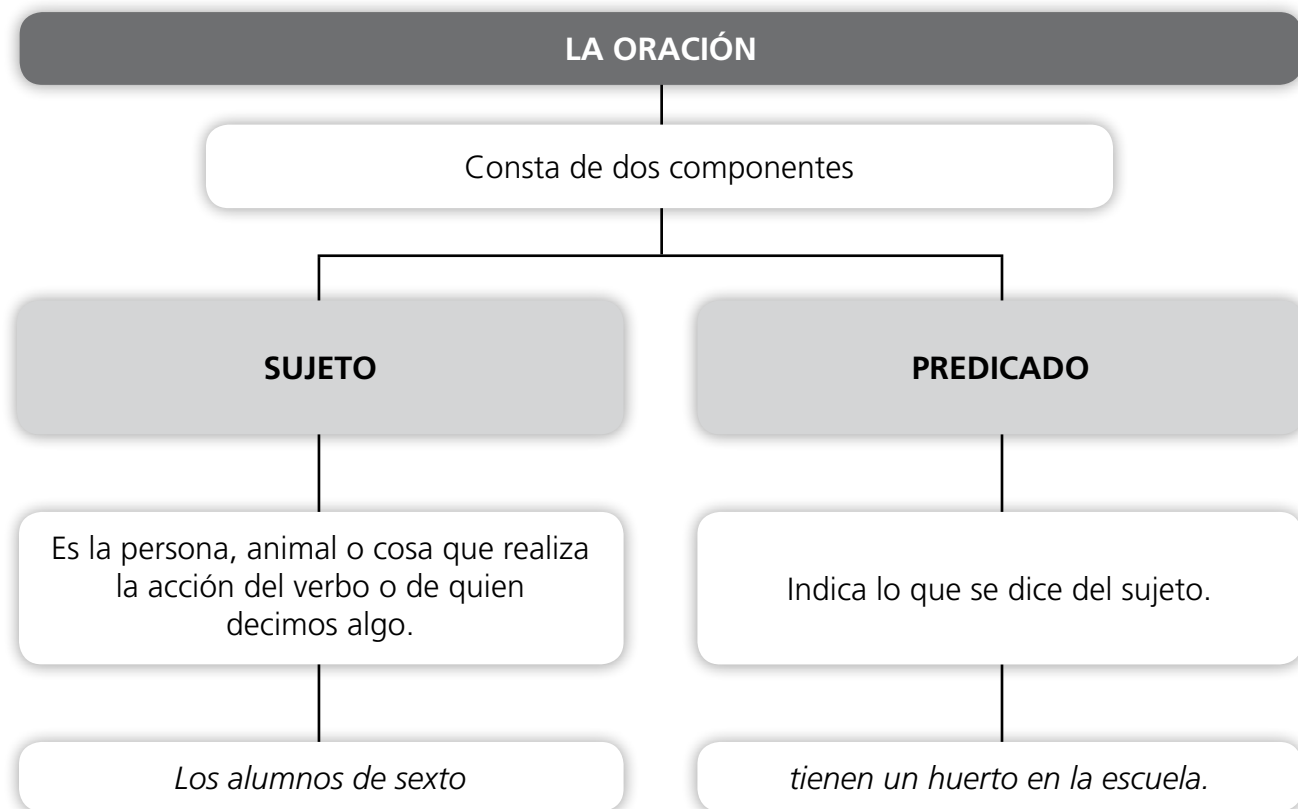 LA ORACIÓN
Consta de dos componentes
SUJETO
PREDICADO
Es la persona, animal o cosa que realiza
la acción del verbo o de quien
decimos algo.
Indica lo que se dice del sujeto.
Los alumnos de sexto
tienen un huerto en la escuela.